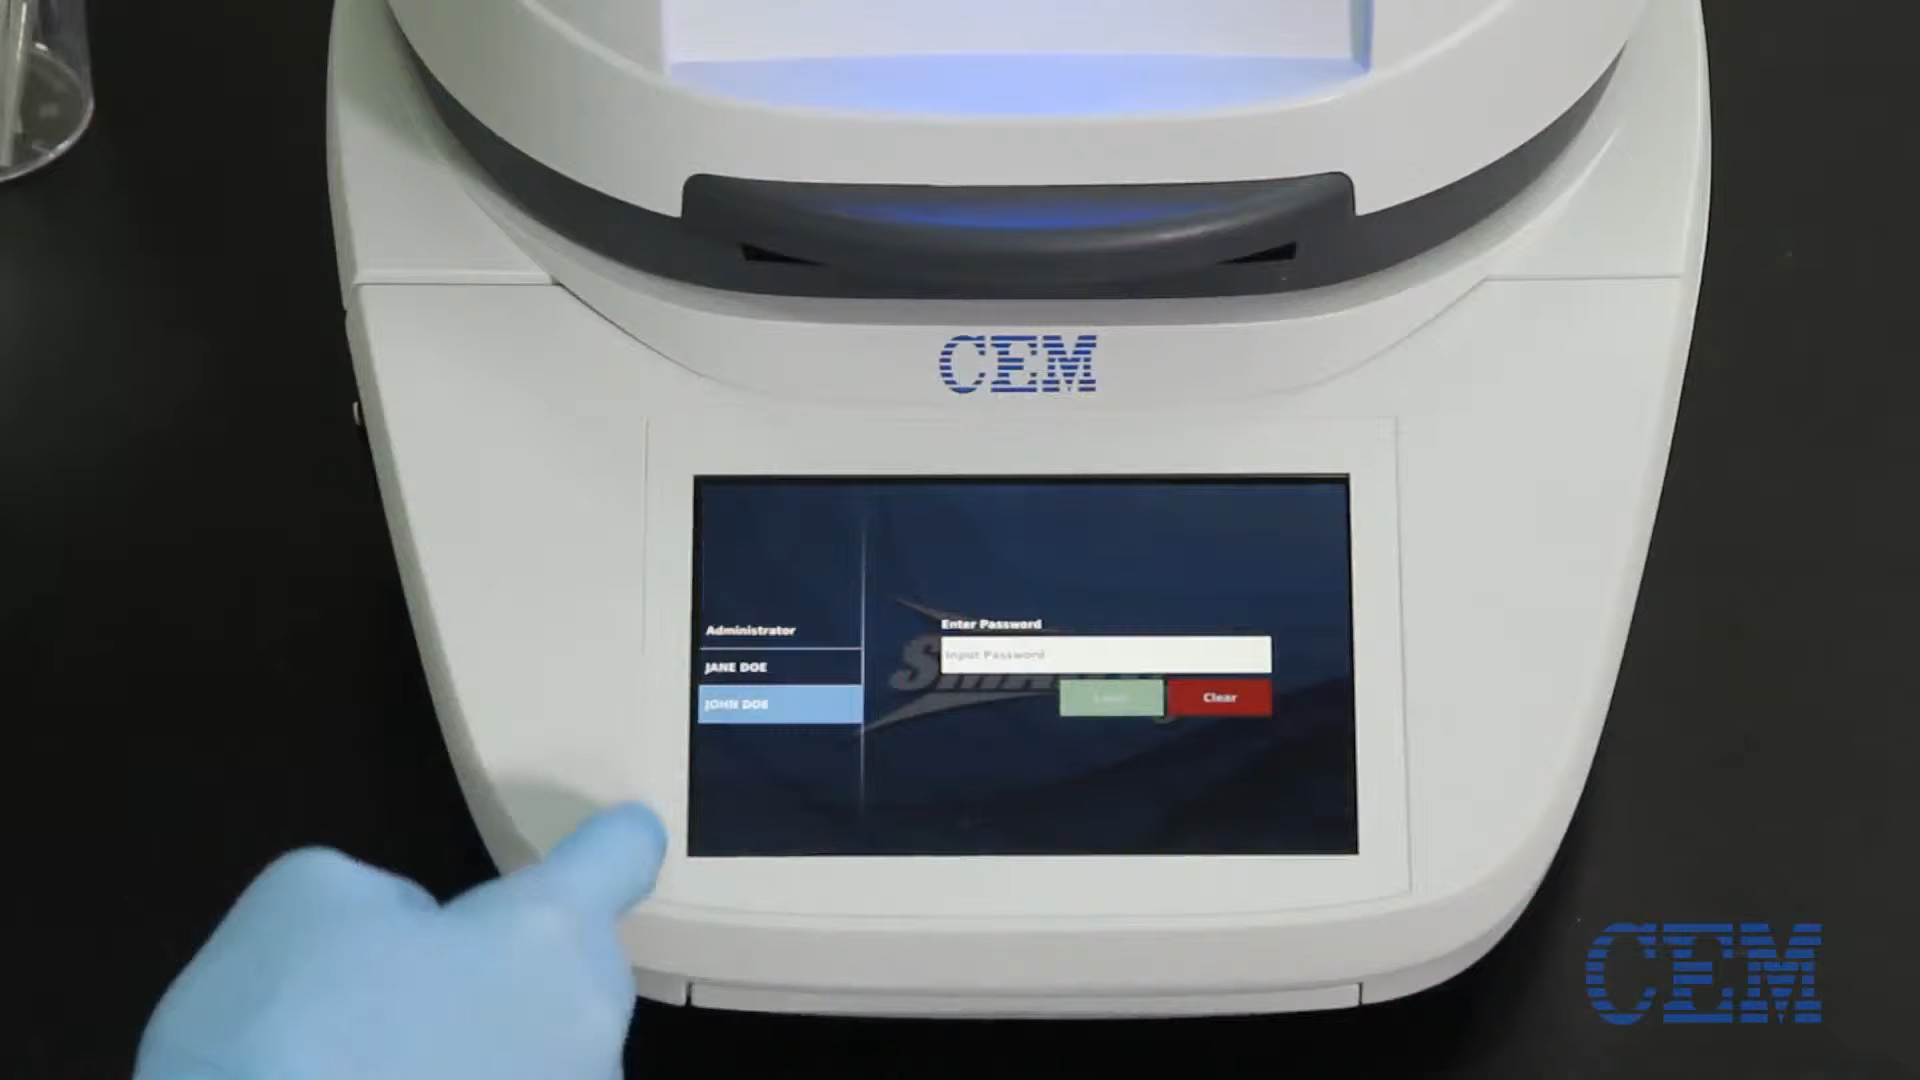 CEM
Administrator
JANE DOE
JOHN DOE
Enter Password
Input Password
Clear
CEM